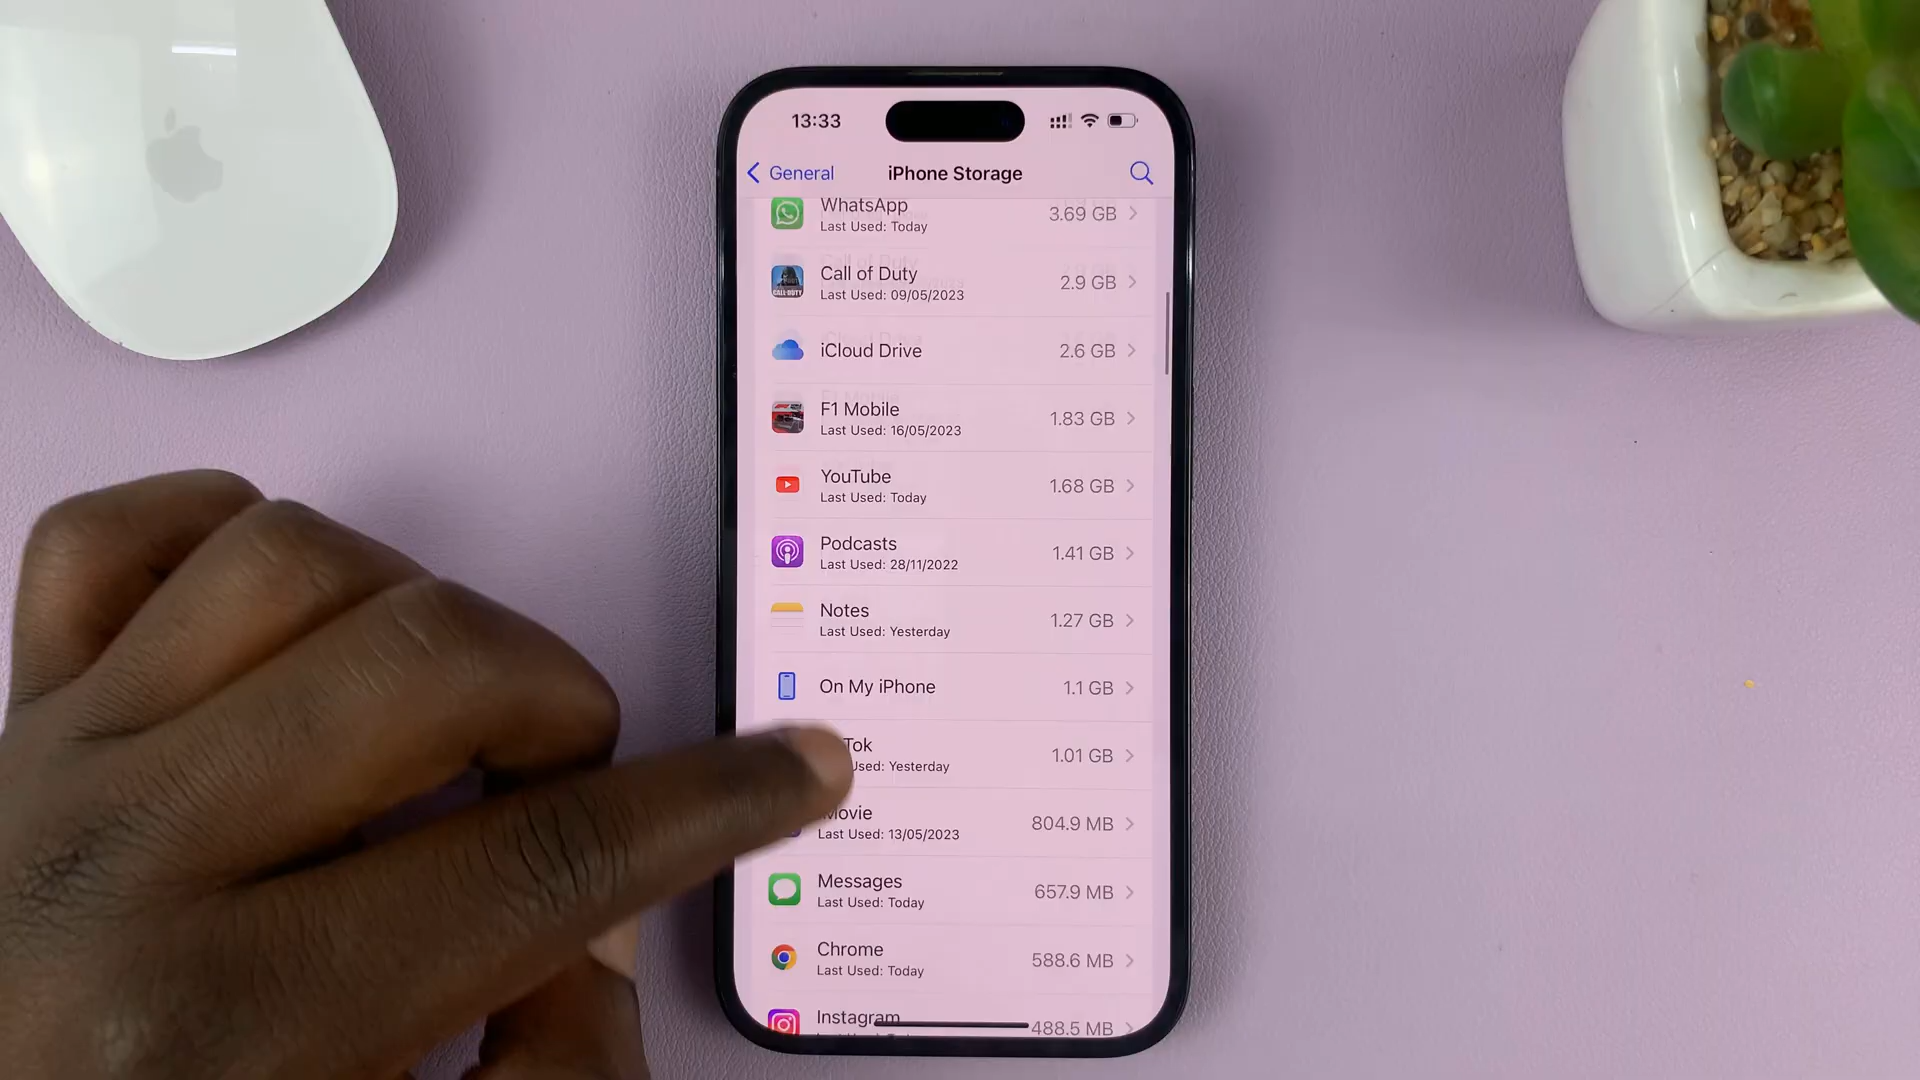 13:33
General
iPhone Storage
WhatsApp
3.69 GB
Last Used: Today
Call of Duty
2.9 GB
Last Used: 09/05/2023
iCloud Drive
2.6 GB
F1 Mobile
1.83 GB
Last Used: 16/05/2023
YouTube
1.68 GB
Last Used: Today
Podcasts
1.41 GB
Last Used: 28/11/2022
Notes
1.27 GB
Last Used: Yesterday
On My iPhone
1.1 GB
Tok
1.01 GB
Used: Yesterday
Movie
804.9 MB
Last Used: 13/05/2023
Messages
657.9 MB
Last Used: Today
Chrome
588.6 MB
Last Used: Today
Instagram
488.5 MB